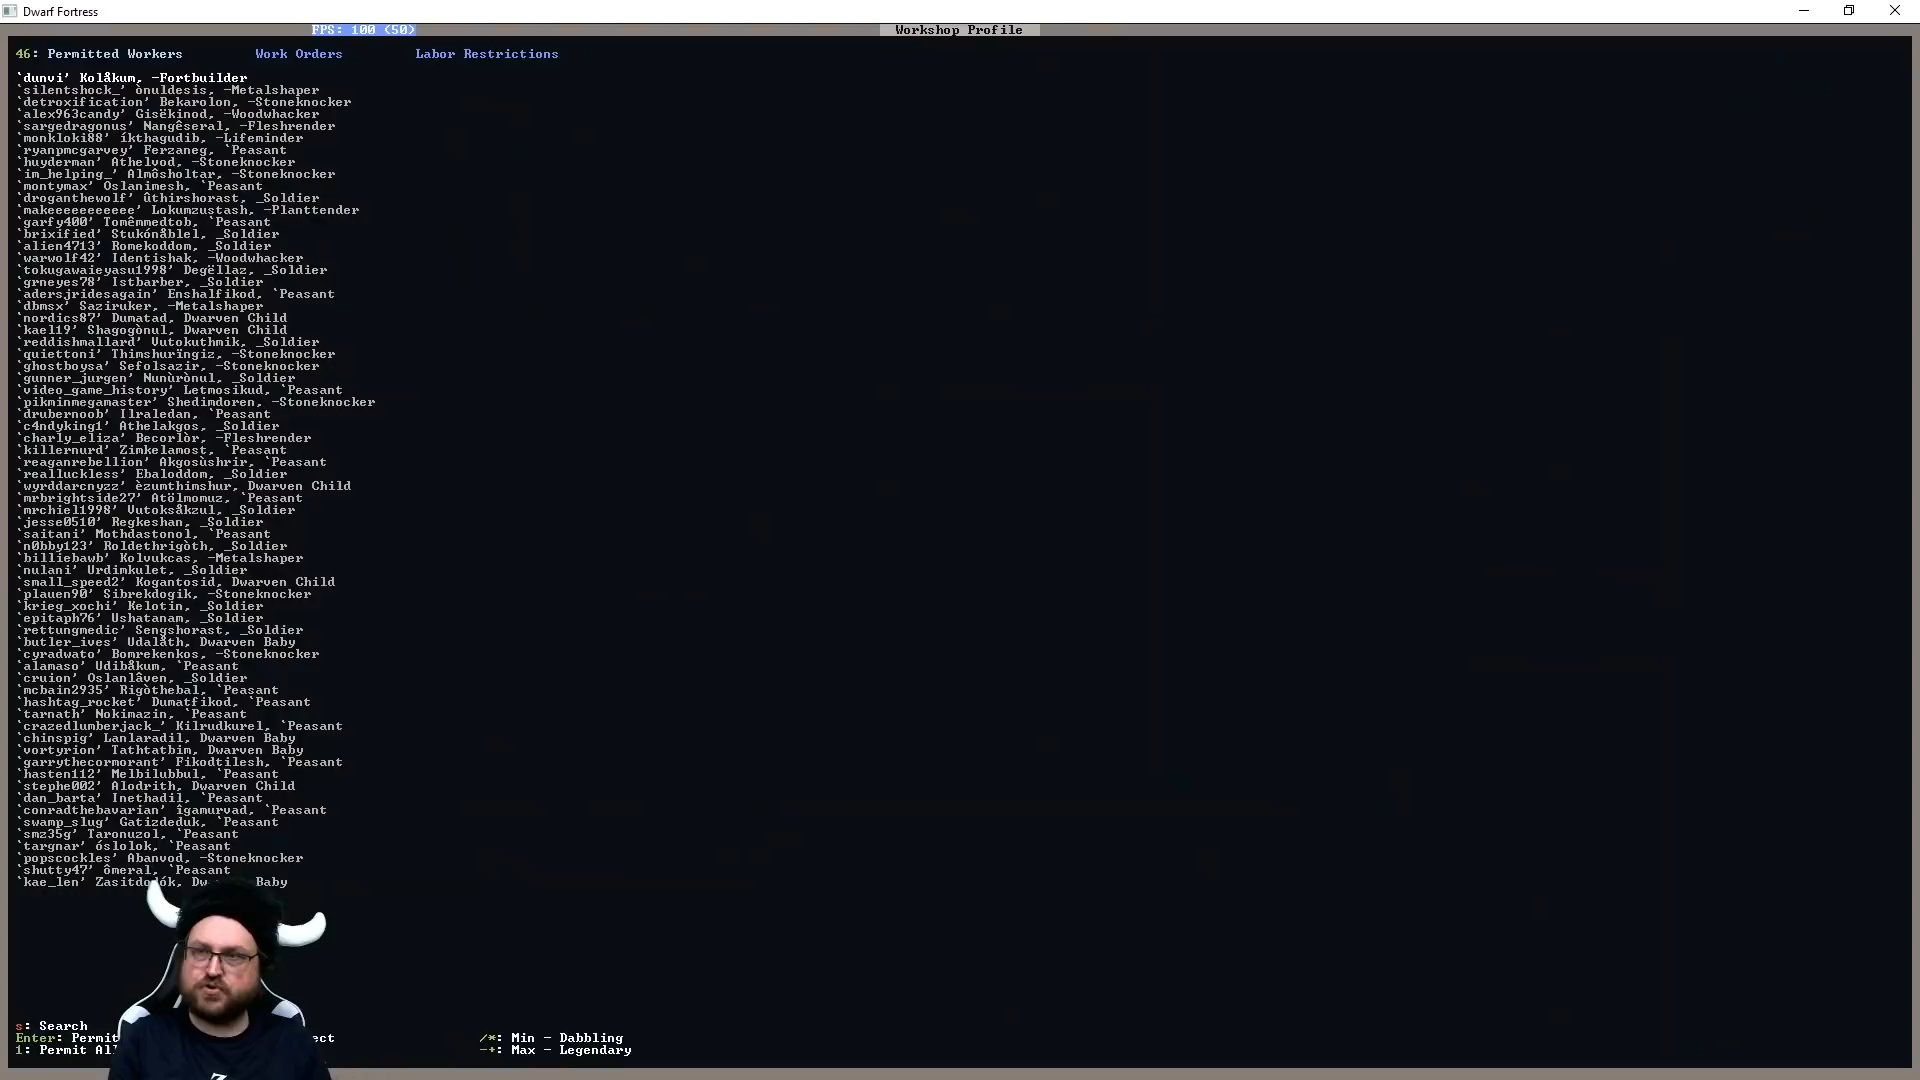 Dwarf Fortress
FPS: 100 (50)
Workshop Profile
46: Permitted Workers Work Orders Labor Restrictions
`dunvi' Kolåkum, -Fortbuilder
`silentshock_' ònuldesis, -Metalshaper
`detroxification' Bekarolon, -Stoneknocker
`alex963candy' Gisëkinod, -Woodwhacker
`sargedragonus' Nangêseral, -Fleshrender
`monkloki88' íkthagudib, -Lifeminder
`ryanpmcgarvey' Ferzaneg, `Peasant
`huyderman' Athelvod, -Stoneknocker
`im_helping_' Almôsholtar, -Stoneknocker
`montymax' Oslanimesh, `Peasant
`droganthewolf' ûthirshorast, _Soldier
`makeeeeeeeeeee' Lokumzustash, -Planttender
`garfy400' Tomêmmedtob, `Peasant
`brixified' Stukónåblel, _Soldier
`alien4713' Romekoddom, _Soldier
`warwolf42' Identishak, -Woodwhacker
`tokugawaieyasu1998' Degëllaz, _Soldier
`grneyes78' Istbarber, _Soldier
`adersjridesagain' Enshalfikod, `Peasant
`dbmsx' Saziruker, -Metalshaper
`nordics87' Dumatad, Dwarven Child
`kael19' Shagogònul, Dwarven Child
`reddishmallard' Vutokuthmik, _Soldier
`quiettoni' Thimshurïngiz, -Stoneknocker
`ghostboysa' Sefolsazir, -Stoneknocker
`gunner_jurgen' Nunùrònul, _Soldier
`video_game_history' Letmosikud, `Peasant
`pikminmegamaster' Shedimdoren, -Stoneknocker
`drubernoob' Ilraledan, `Peasant
`c4ndyking1' Athelakgos, _Soldier
`charly_eliza' Becorlòr, -Fleshrender
`killernurd' Zimkelamost, `Peasant
`reaganrebellion' Akgosùshrir, `Peasant
`realluckless' Ebaloddom, _Soldier
`wyrddarcnyzz' èzumthimshur, Dwarven Child
`mrbrightside27' Atölmomuz, `Peasant
`mrchiel1998' Vutoksåkzul, _Soldier
`jesse0510' Regkeshan, _Soldier
`saitani' Mothdastonol, `Peasant
`n0bby123' Roldethrigòth, _Soldier
`billiebawb' Kolvukcas, -Metalshaper
`nulani' Urdimkulet, _Soldier
`small_speed2' Kogantosid, Dwarven Child
`plauen90' Sibrekdogik, -Stoneknocker
`krieg_xochi' Kelotin, _Soldier
`epitaph76' Ushatanam, _Soldier
`rettungmedic' Sengshorast, _Soldier
`butler_ives' Udalåth, Dwarven Baby
`cyradwato' Bomrekenkos, -Stoneknocker
`alamaso' Udibåkum, `Peasant
`cruion' Oslanlâven, _Soldier
`mcbain2935' Rigòthebal, `Peasant
`hashtag_rocket' Dumatfikod, `Peasant
`tarnath' Nokimazin, `Peasant
`crazedlumberjack_' Kilrudkurel, `Peasant
`chinspig' Lanlaradil, Dwarven Baby
`vortyrion' Tathtatbim, Dwarven Baby
`garrythecormorant' Fikodtilesh, `Peasant
`hasten112' Melbilubbul, `Peasant
`stephe002' Alodrith, Dwarven Child
`dan_barta' Inethadil, `Peasant
`conradthebavarian' îgamurvad, `Peasant
`swamp_slug' Gatizdeduk, `Peasant
`smz35g' Taronuzol, `Peasant
`targnar' óslolok, `Peasant
`popscockles' Abanvod, -Stoneknocker
`shutty47' ômeral, `Peasant
`kae_len' Baby
s: Search
Enter: Permit /*: Min - Dabbling
1: Permit All -+: Max - Legendary